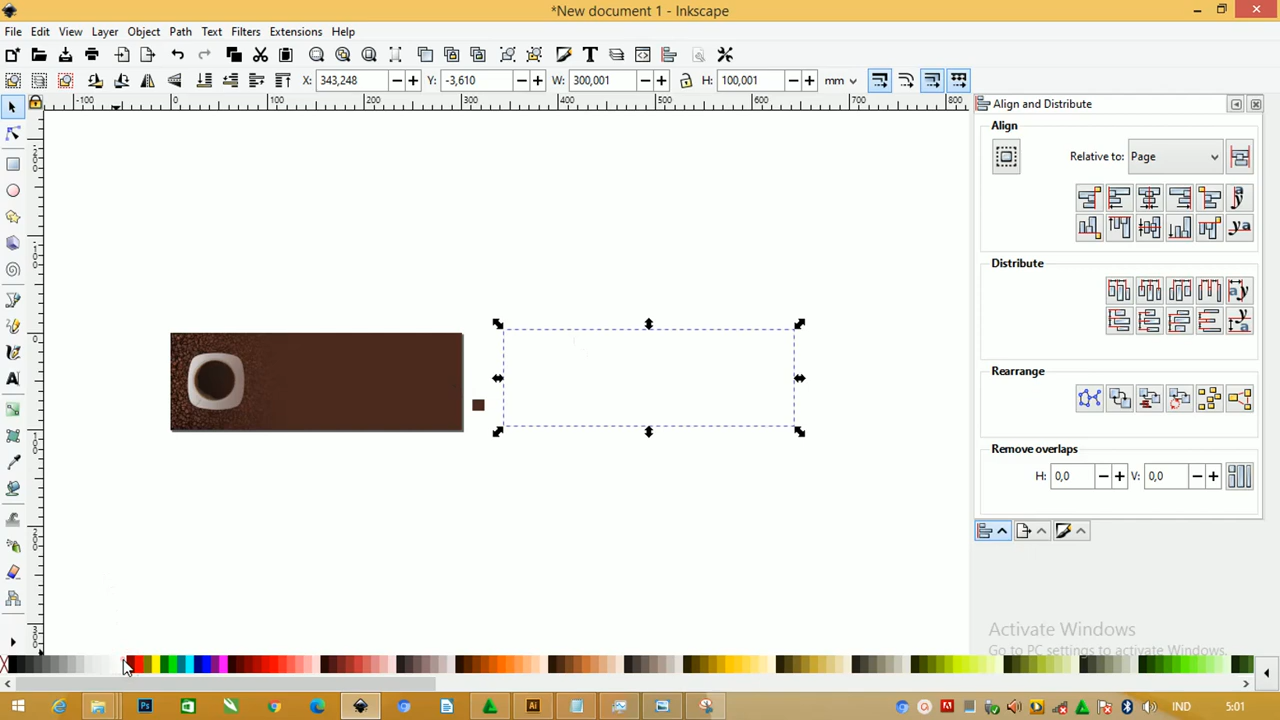 *New document 1 - Inkscape
File Edit View Layer Object Path Text Filters Extensions Help
X: 343,248 Y: -3,610 W: 300,001 H: 100,001 mm
-100 0 100 200 300 400 500 600 700 800
Align and Distribute
Align
Relative to: Page
Distribute
Rearrange
Remove overlaps
H: 0,0 V: 0,0
Activate Windows
Go to PC settings to activate Windows.
IND 5:01